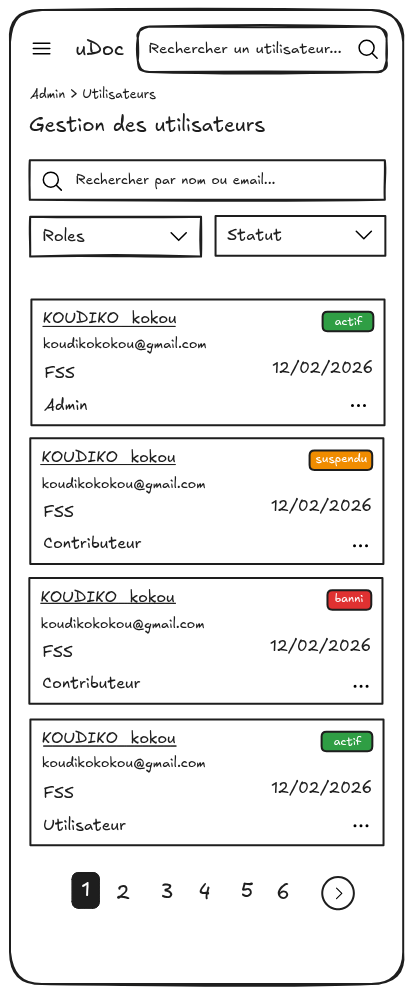 uDoc
Rechercher un utilisateur...
Admin > Utilisateurs
Gestion des utilisateurs
Rechercher par nom ou email...
Roles
Statut
KOUDIKO kokou
actif
koudikokokou@gmail.com
FSS
12/02/2026
Admin
...
KOUDIKO kokou
suspendu
koudikokokou@gmail.com
FSS
12/02/2026
Contributeur
...
KOUDIKO kokou
banni
koudikokokou@gmail.com
FSS
12/02/2026
Contributeur
...
KOUDIKO kokou
actif
koudikokokou@gmail.com
FSS
12/02/2026
Utilisateur
...
1 2 3 4 5 6 >